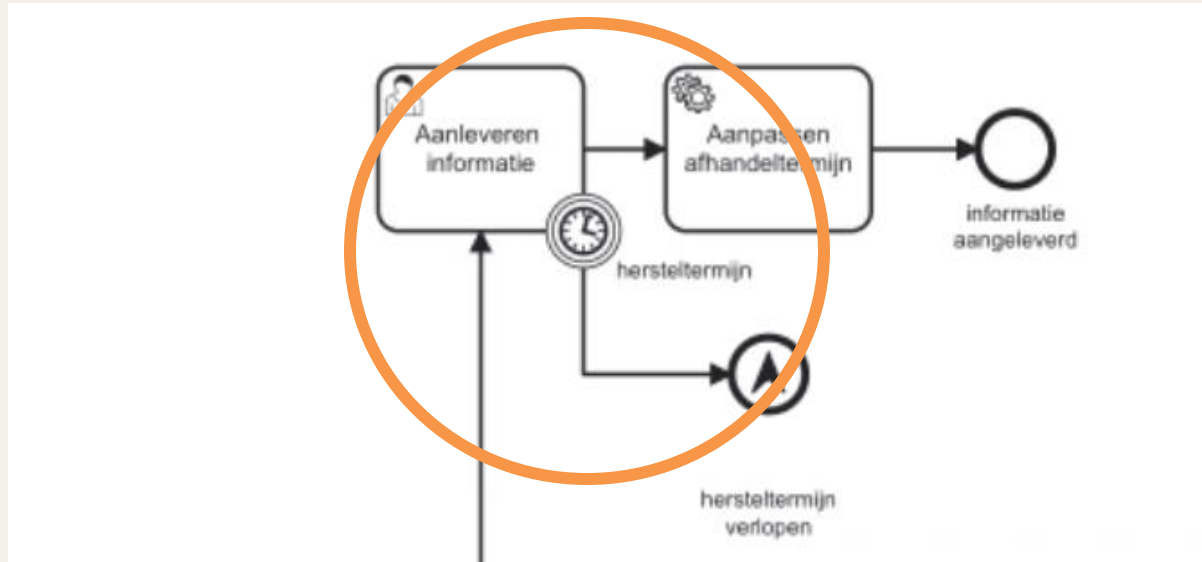 Aanleveren
informatie
Aanpassen
afhandeltermijn
informatie
aangeleverd
hersteltermijn
hersteltermijn
verlopen